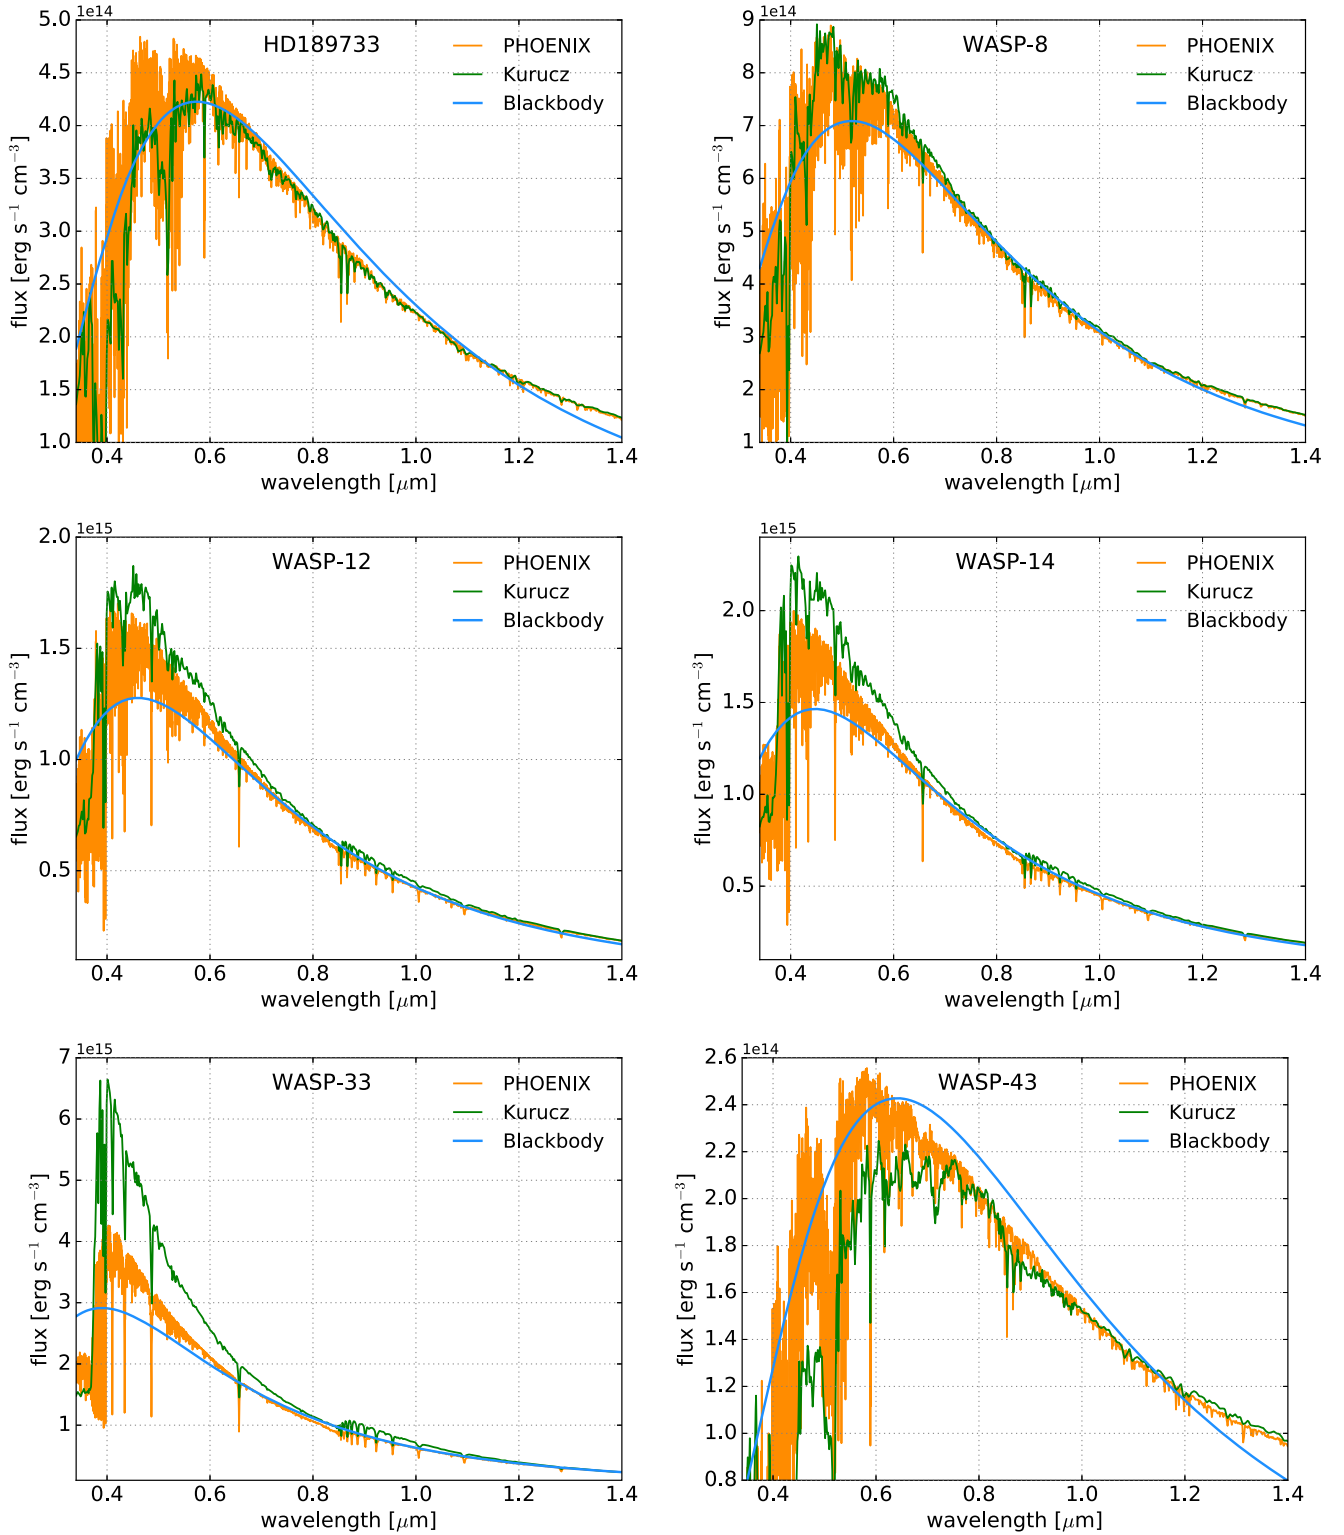 1e14
HD189733
PHOENIX
Kurucz
Blackbody
5.0
4.5
4.0
3.5
3.0
2.5
2.0
1.5
1.0
flux [erg s⁻¹ cm⁻³]
0.4 0.6 0.8 1.0 1.2 1.4
wavelength [μm]
1e14
WASP-8
PHOENIX
Kurucz
Blackbody
9
8
7
6
5
4
3
2
1
flux [erg s⁻¹ cm⁻³]
0.4 0.6 0.8 1.0 1.2 1.4
wavelength [μm]
1e15
WASP-12
PHOENIX
Kurucz
Blackbody
2.0
1.5
1.0
0.5
flux [erg s⁻¹ cm⁻³]
0.4 0.6 0.8 1.0 1.2 1.4
wavelength [μm]
1e15
WASP-14
PHOENIX
Kurucz
Blackbody
2.0
1.5
1.0
0.5
flux [erg s⁻¹ cm⁻³]
0.4 0.6 0.8 1.0 1.2 1.4
wavelength [μm]
1e15
WASP-33
PHOENIX
Kurucz
Blackbody
7
6
5
4
3
2
1
flux [erg s⁻¹ cm⁻³]
0.4 0.6 0.8 1.0 1.2 1.4
wavelength [μm]
1e14
WASP-43
PHOENIX
Kurucz
Blackbody
2.6
2.4
2.2
2.0
1.8
1.6
1.4
1.2
1.0
0.8
flux [erg s⁻¹ cm⁻³]
0.4 0.6 0.8 1.0 1.2 1.4
wavelength [μm]